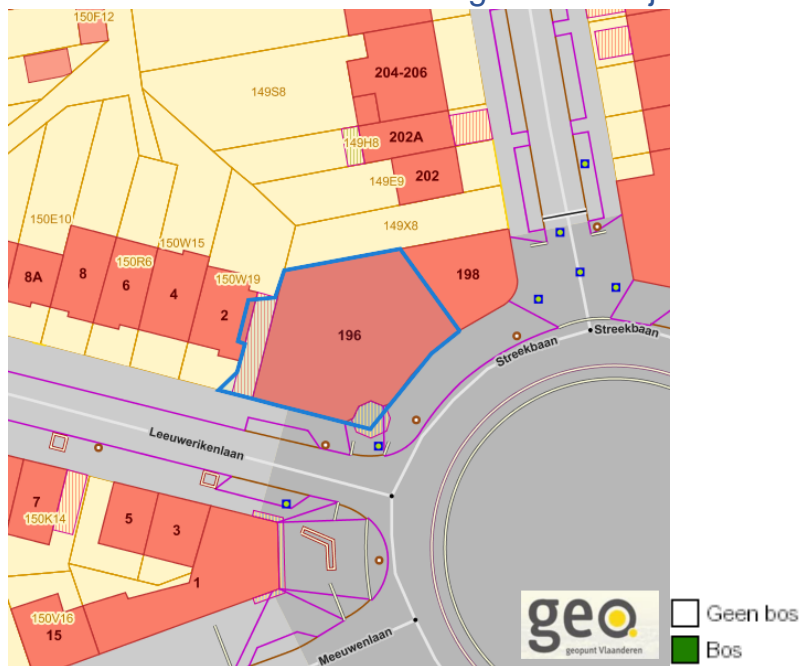 150F12
204-206
149S8
149H8
202A
202
149E9
149X8
150E10
150W15
150R6
150W19
8A
8
6
4
2
198
196
Streekbaan
Streekbaan
Leeuwerikenlaan
7
150K14
5
3
1
150V16
15
Meeuwenlaan
geo.
geopunt Vlaanderen
Geen bos
Bos